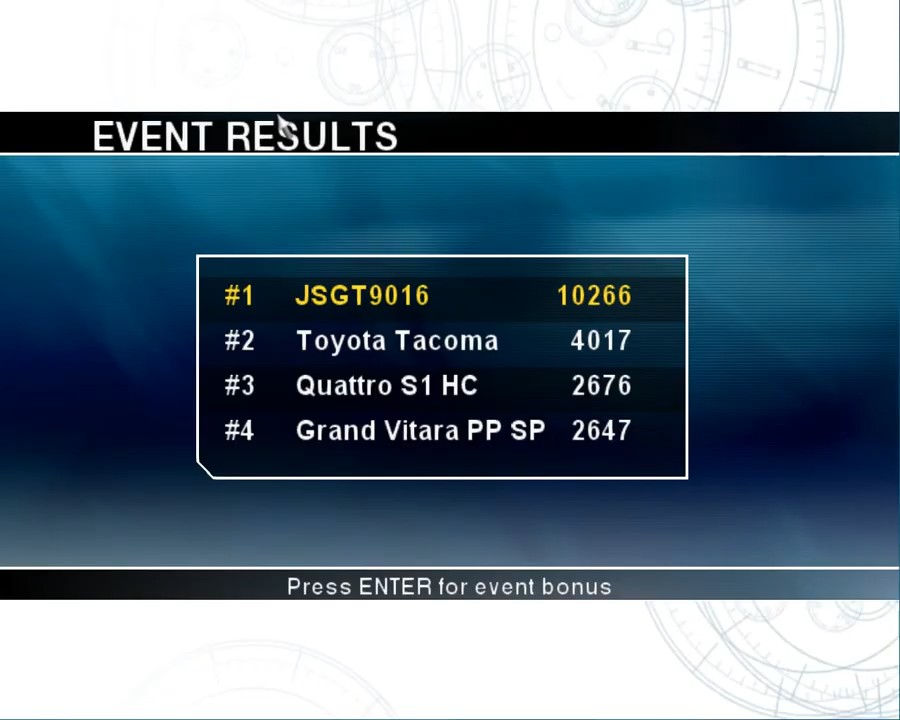 EVENT RESULTS
#1 JSGT9016 10266
#2 Toyota Tacoma 4017
#3 Quattro S1 HC 2676
#4 Grand Vitara PP SP 2647
Press ENTER for event bonus